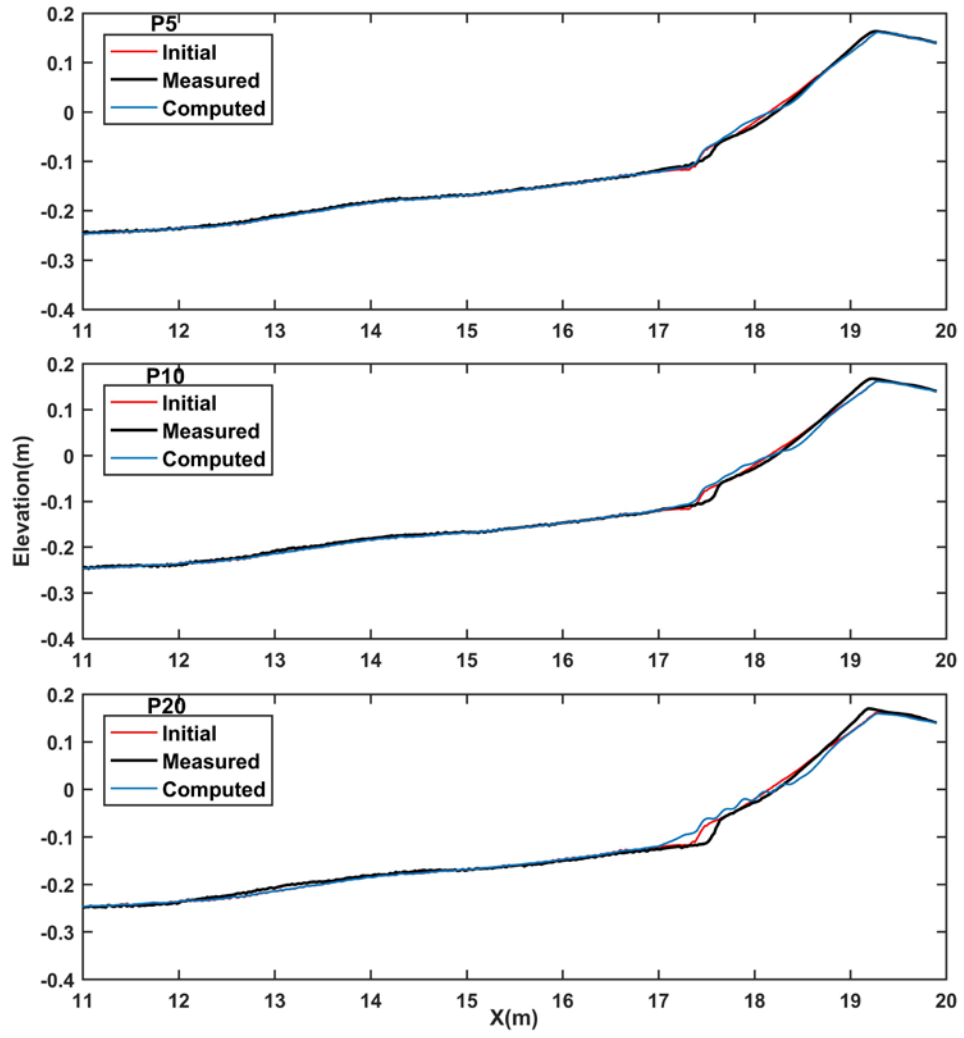 P5
Initial
Measured
Computed
0.2
0.1
0
-0.1
-0.2
-0.3
-0.4
11 12 13 14 15 16 17 18 19 20
P10
Initial
Measured
Computed
0.2
0.1
0
-0.1
-0.2
-0.3
-0.4
Elevation(m)
11 12 13 14 15 16 17 18 19 20
P20
Initial
Measured
Computed
0.2
0.1
0
-0.1
-0.2
-0.3
-0.4
11 12 13 14 15 16 17 18 19 20
X(m)